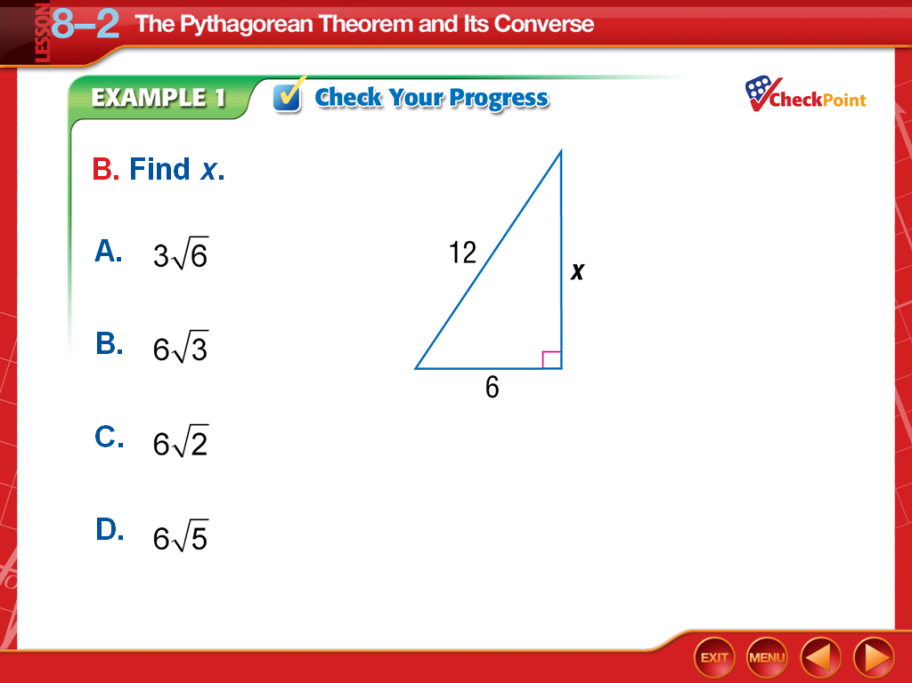 LESSON 8–2 The Pythagorean Theorem and Its Converse
EXAMPLE 1 Check Your Progress
CheckPoint
B. Find x.
A. 3√6
B. 6√3
C. 6√2
D. 6√5
12
x
6
EXIT MENU